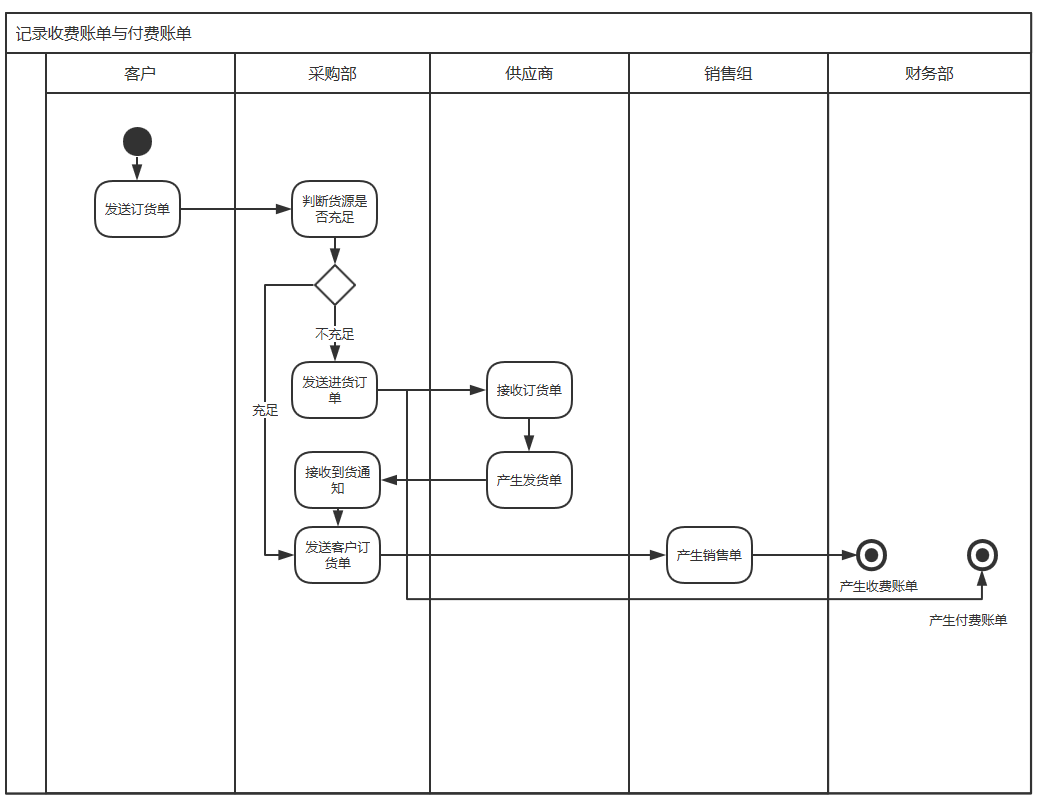 记录收费账单与付费账单
客户
采购部
供应商
销售组
财务部
发送订货单
判断货源是
否充足
不充足
发送进货订
单
接收订货单
充足
接收到货通
知
产生发货单
发送客户订
货单
产生销售单
产生收费账单
产生付费账单